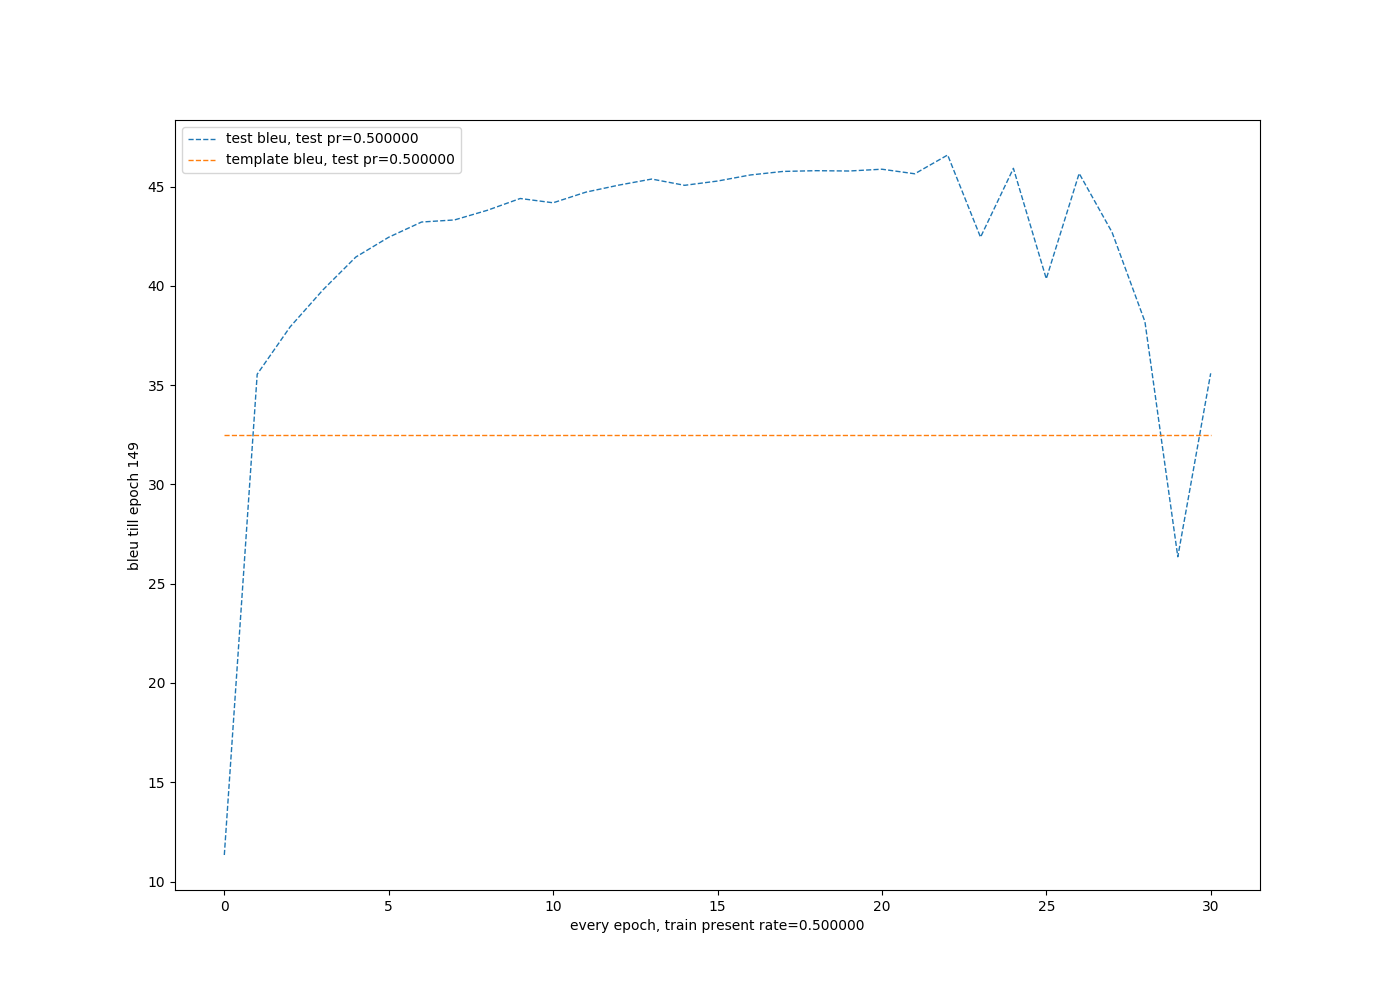 test bleu, test pr=0.500000
template bleu, test pr=0.500000
45
40
35
30
25
20
15
10
bleu till epoch 149
0 5 10 15 20 25 30
every epoch, train present rate=0.500000